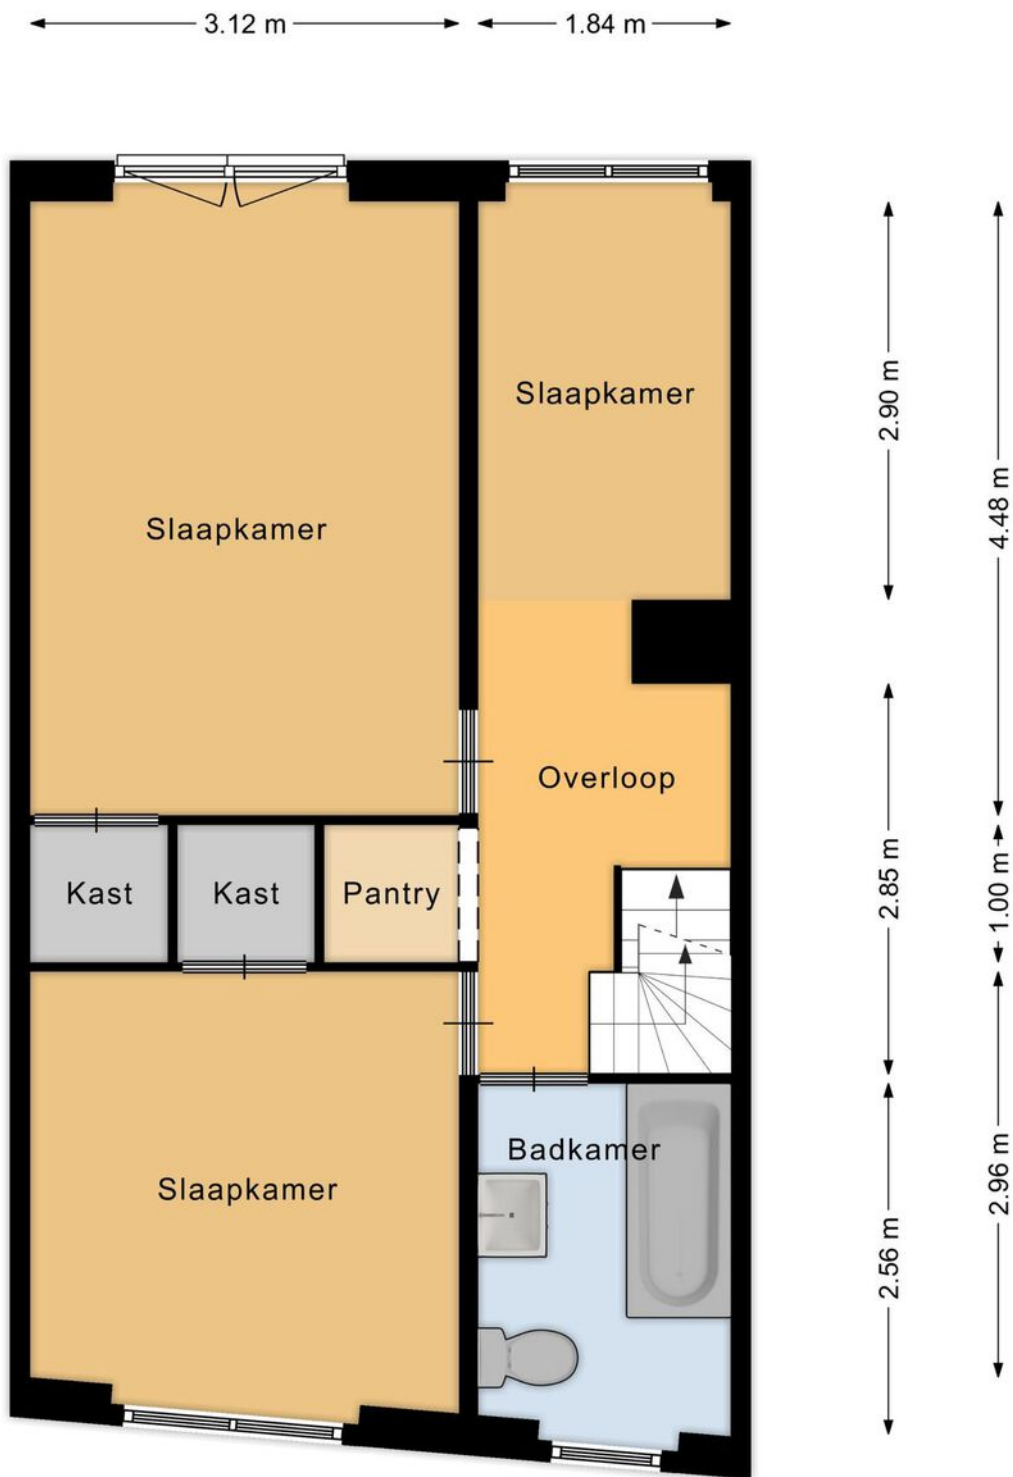 3.12 m
1.84 m
Slaapkamer
2.90 m
4.48 m
Slaapkamer
Overloop
Kast
Kast
Pantry
2.85 m
1.00 m
Badkamer
Slaapkamer
2.96 m
2.56 m